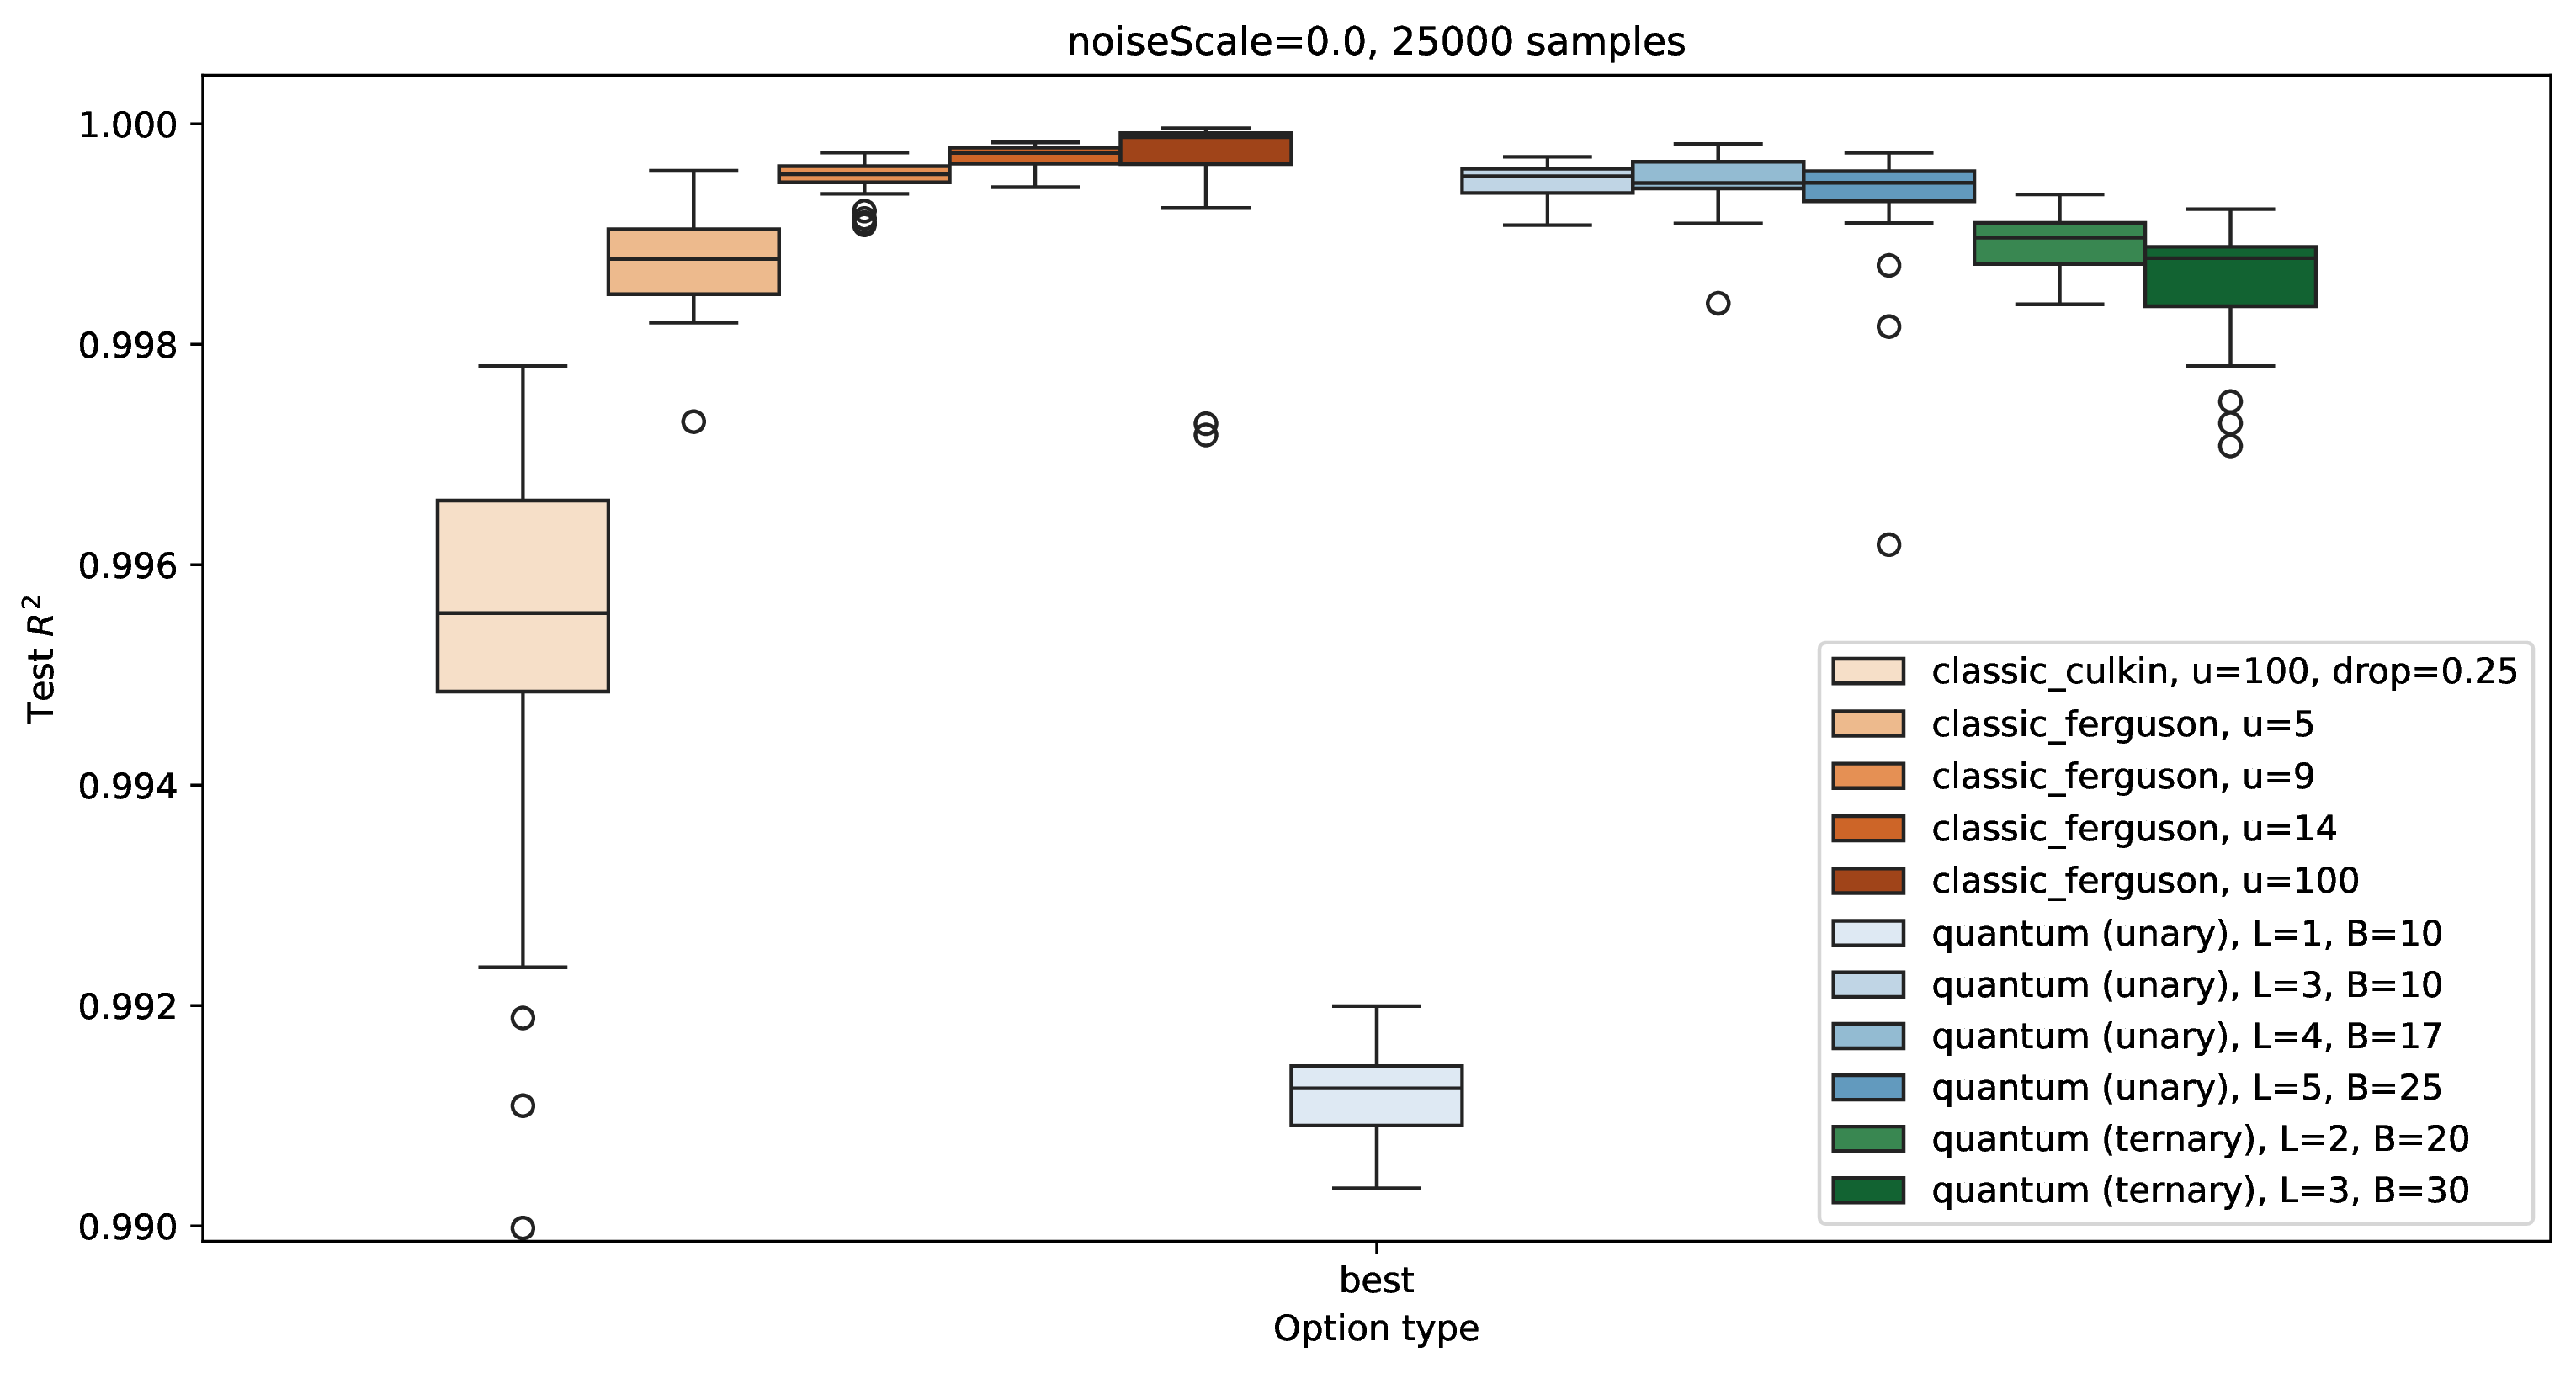 noiseScale=0.0, 25000 samples
1.000
0.998
0.996
0.994
0.992
0.990
Test R²
classic_culkin, u=100, drop=0.25
classic_ferguson, u=5
classic_ferguson, u=9
classic_ferguson, u=14
classic_ferguson, u=100
quantum (unary), L=1, B=10
quantum (unary), L=3, B=10
quantum (unary), L=4, B=17
quantum (unary), L=5, B=25
quantum (ternary), L=2, B=20
quantum (ternary), L=3, B=30
best
Option type